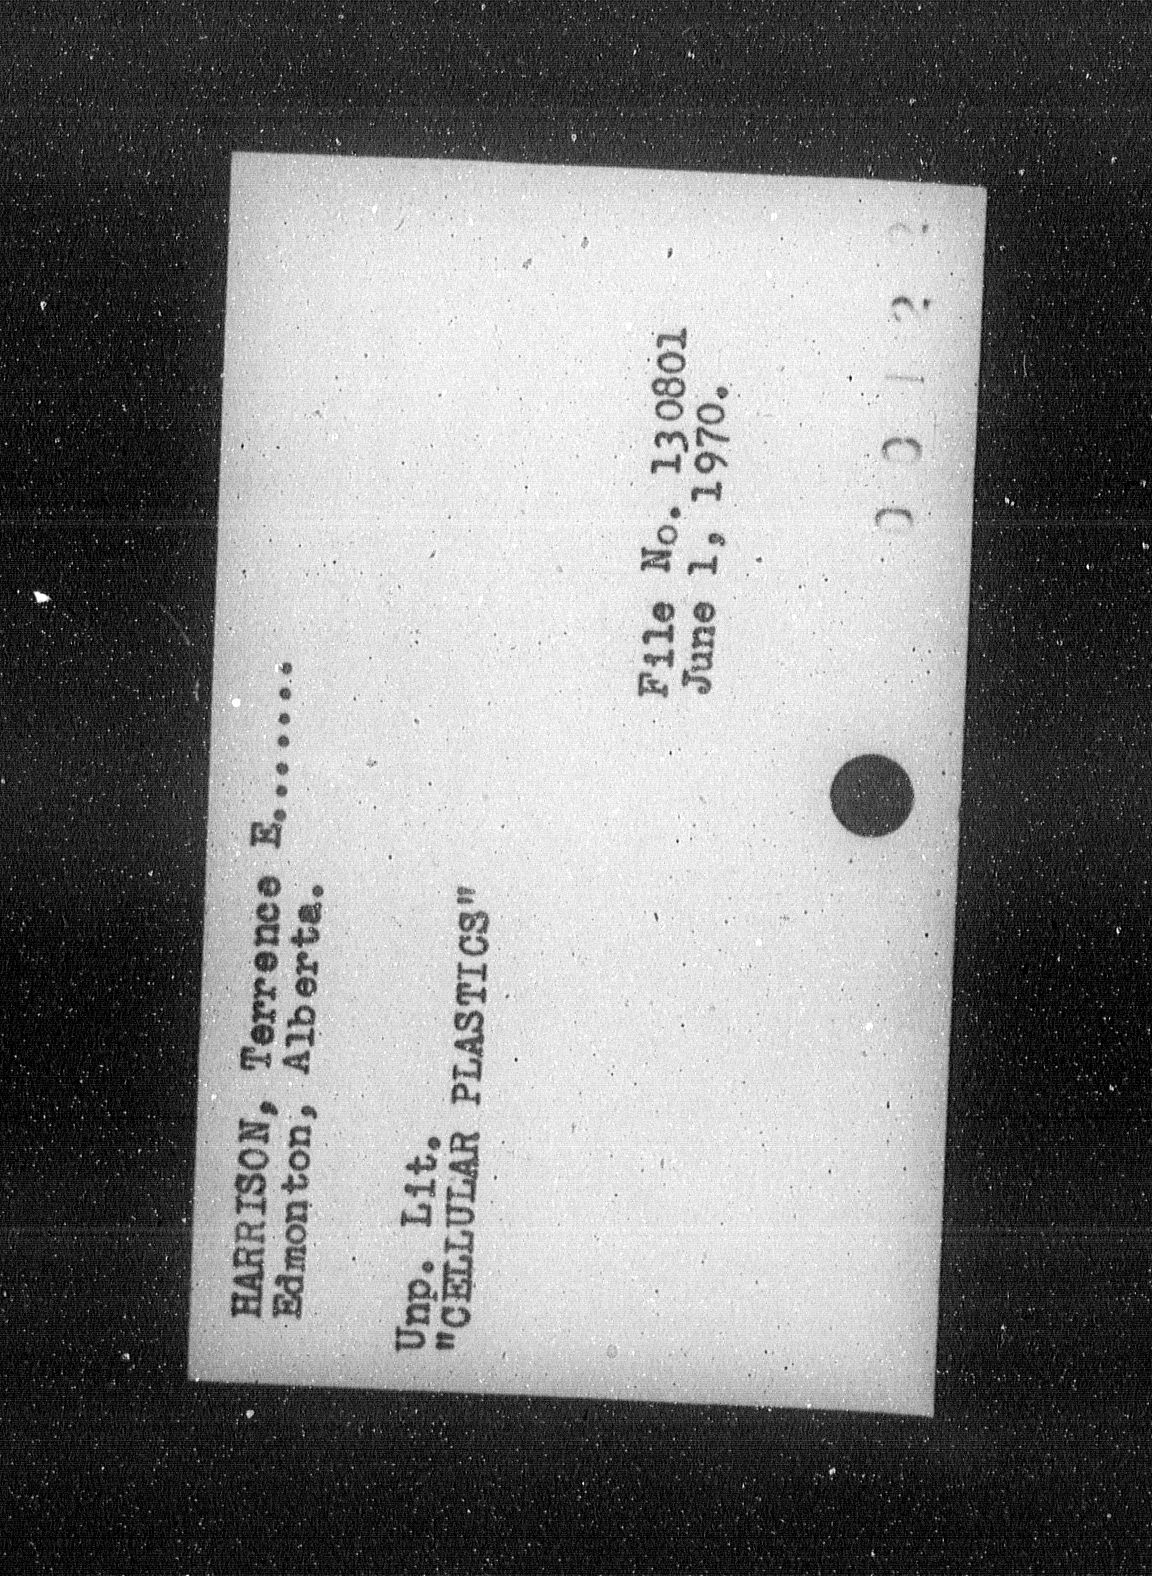 HARRISON, Terrence E.......
Edmonton, Alberta.
Unp. Lit.
"CELLULAR PLASTICS"
File No. 130801
June 1, 1970.